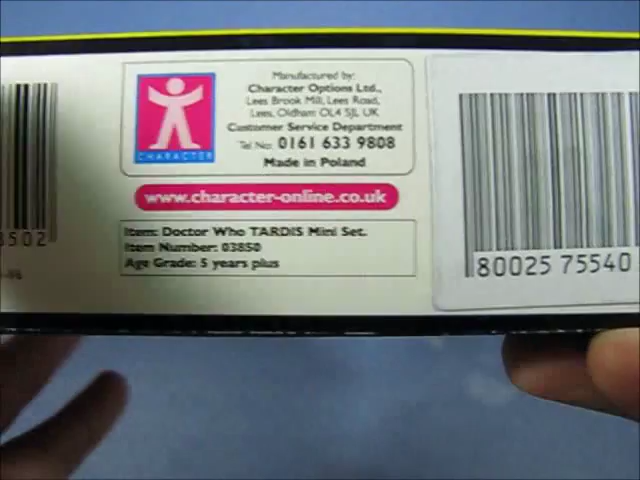 Manufactured by:
Character Options Ltd.,
Lees Brook Mill, Lees Road,
Lees, Oldham OL4 5JL UK
Customer Service Department
Tel No: 0161 633 9808
Made in Poland
CHARACTER
www.character-online.co.uk
Item: Doctor Who TARDIS Mini Set.
Item Number: 03850
Age Grade: 5 years plus
8502
80025 75540